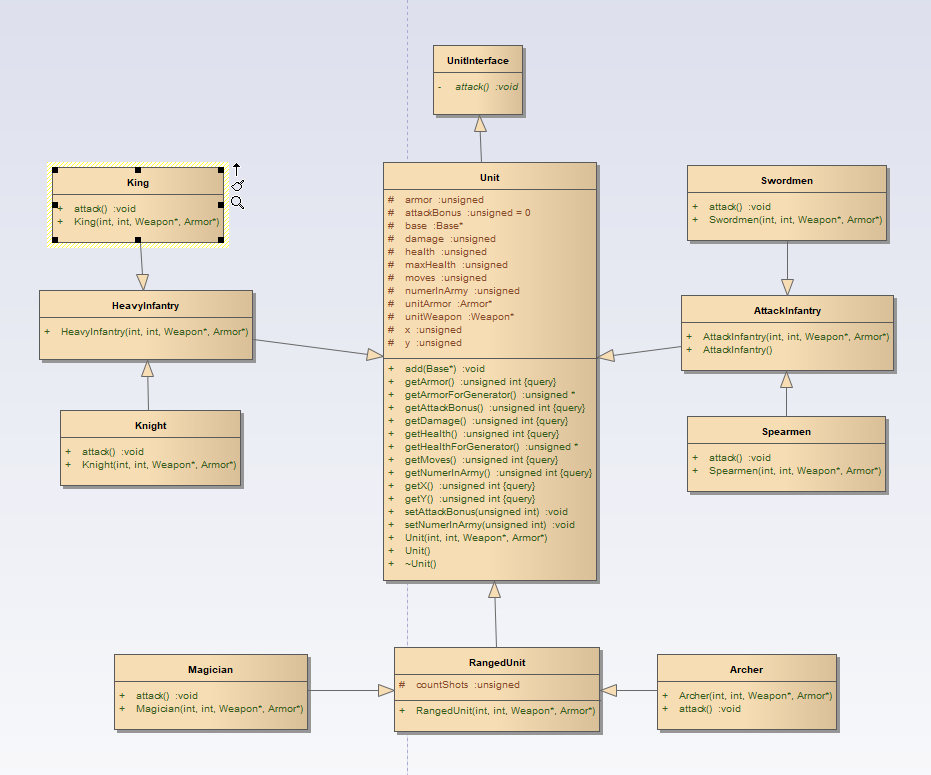 UnitInterface
- attack() :void
King
+ attack() :void
+ King(int, int, Weapon*, Armor*)
Unit
# armor :unsigned
# attackBonus :unsigned = 0
# base :Base*
# damage :unsigned
# health :unsigned
# maxHealth :unsigned
# moves :unsigned
# numerInArmy :unsigned
# unitArmor :Armor*
# unitWeapon :Weapon*
# x :unsigned
# y :unsigned
+ add(Base*) :void
+ getArmor() :unsigned int {query}
+ getArmorForGenerator() :unsigned *
+ getAttackBonus() :unsigned int {query}
+ getDamage() :unsigned int {query}
+ getHealth() :unsigned int {query}
+ getHealthForGenerator() :unsigned *
+ getMoves() :unsigned int {query}
+ getNumerInArmy() :unsigned int {query}
+ getX() :unsigned int {query}
+ getY() :unsigned int {query}
+ setAttackBonus(unsigned int) :void
+ setNumerInArmy(unsigned int) :void
+ Unit(int, int, Weapon*, Armor*)
+ Unit()
+ ~Unit()
Swordmen
+ attack() :void
+ Swordmen(int, int, Weapon*, Armor*)
HeavyInfantry
+ HeavyInfantry(int, int, Weapon*, Armor*)
AttackInfantry
+ AttackInfantry(int, int, Weapon*, Armor*)
+ AttackInfantry()
Knight
+ attack() :void
+ Knight(int, int, Weapon*, Armor*)
Spearmen
+ attack() :void
+ Spearmen(int, int, Weapon*, Armor*)
Magician
+ attack() :void
+ Magician(int, int, Weapon*, Armor*)
RangedUnit
# countShots :unsigned
+ RangedUnit(int, int, Weapon*, Armor*)
Archer
+ Archer(int, int, Weapon*, Armor*)
+ attack() :void